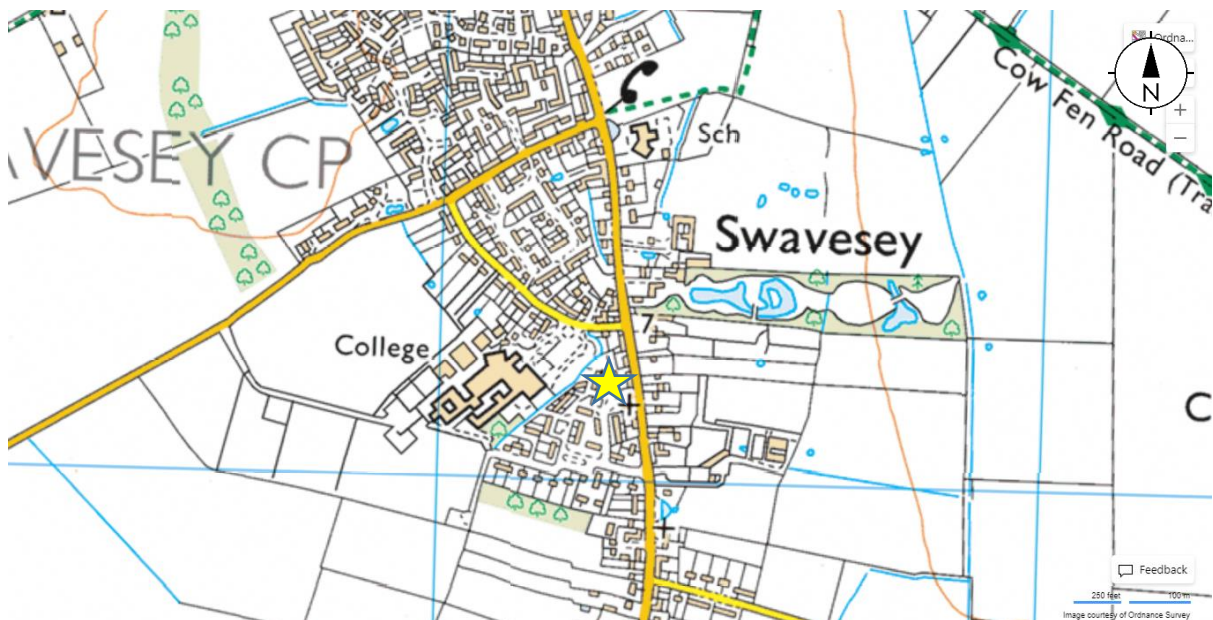 Ordna...
N
+
−
Cow Fen Road (Tra
Sch
AVESEY CP
Swavesey
7
College
C
Feedback
250 feet
100 m
Image courtesy of Ordnance Survey